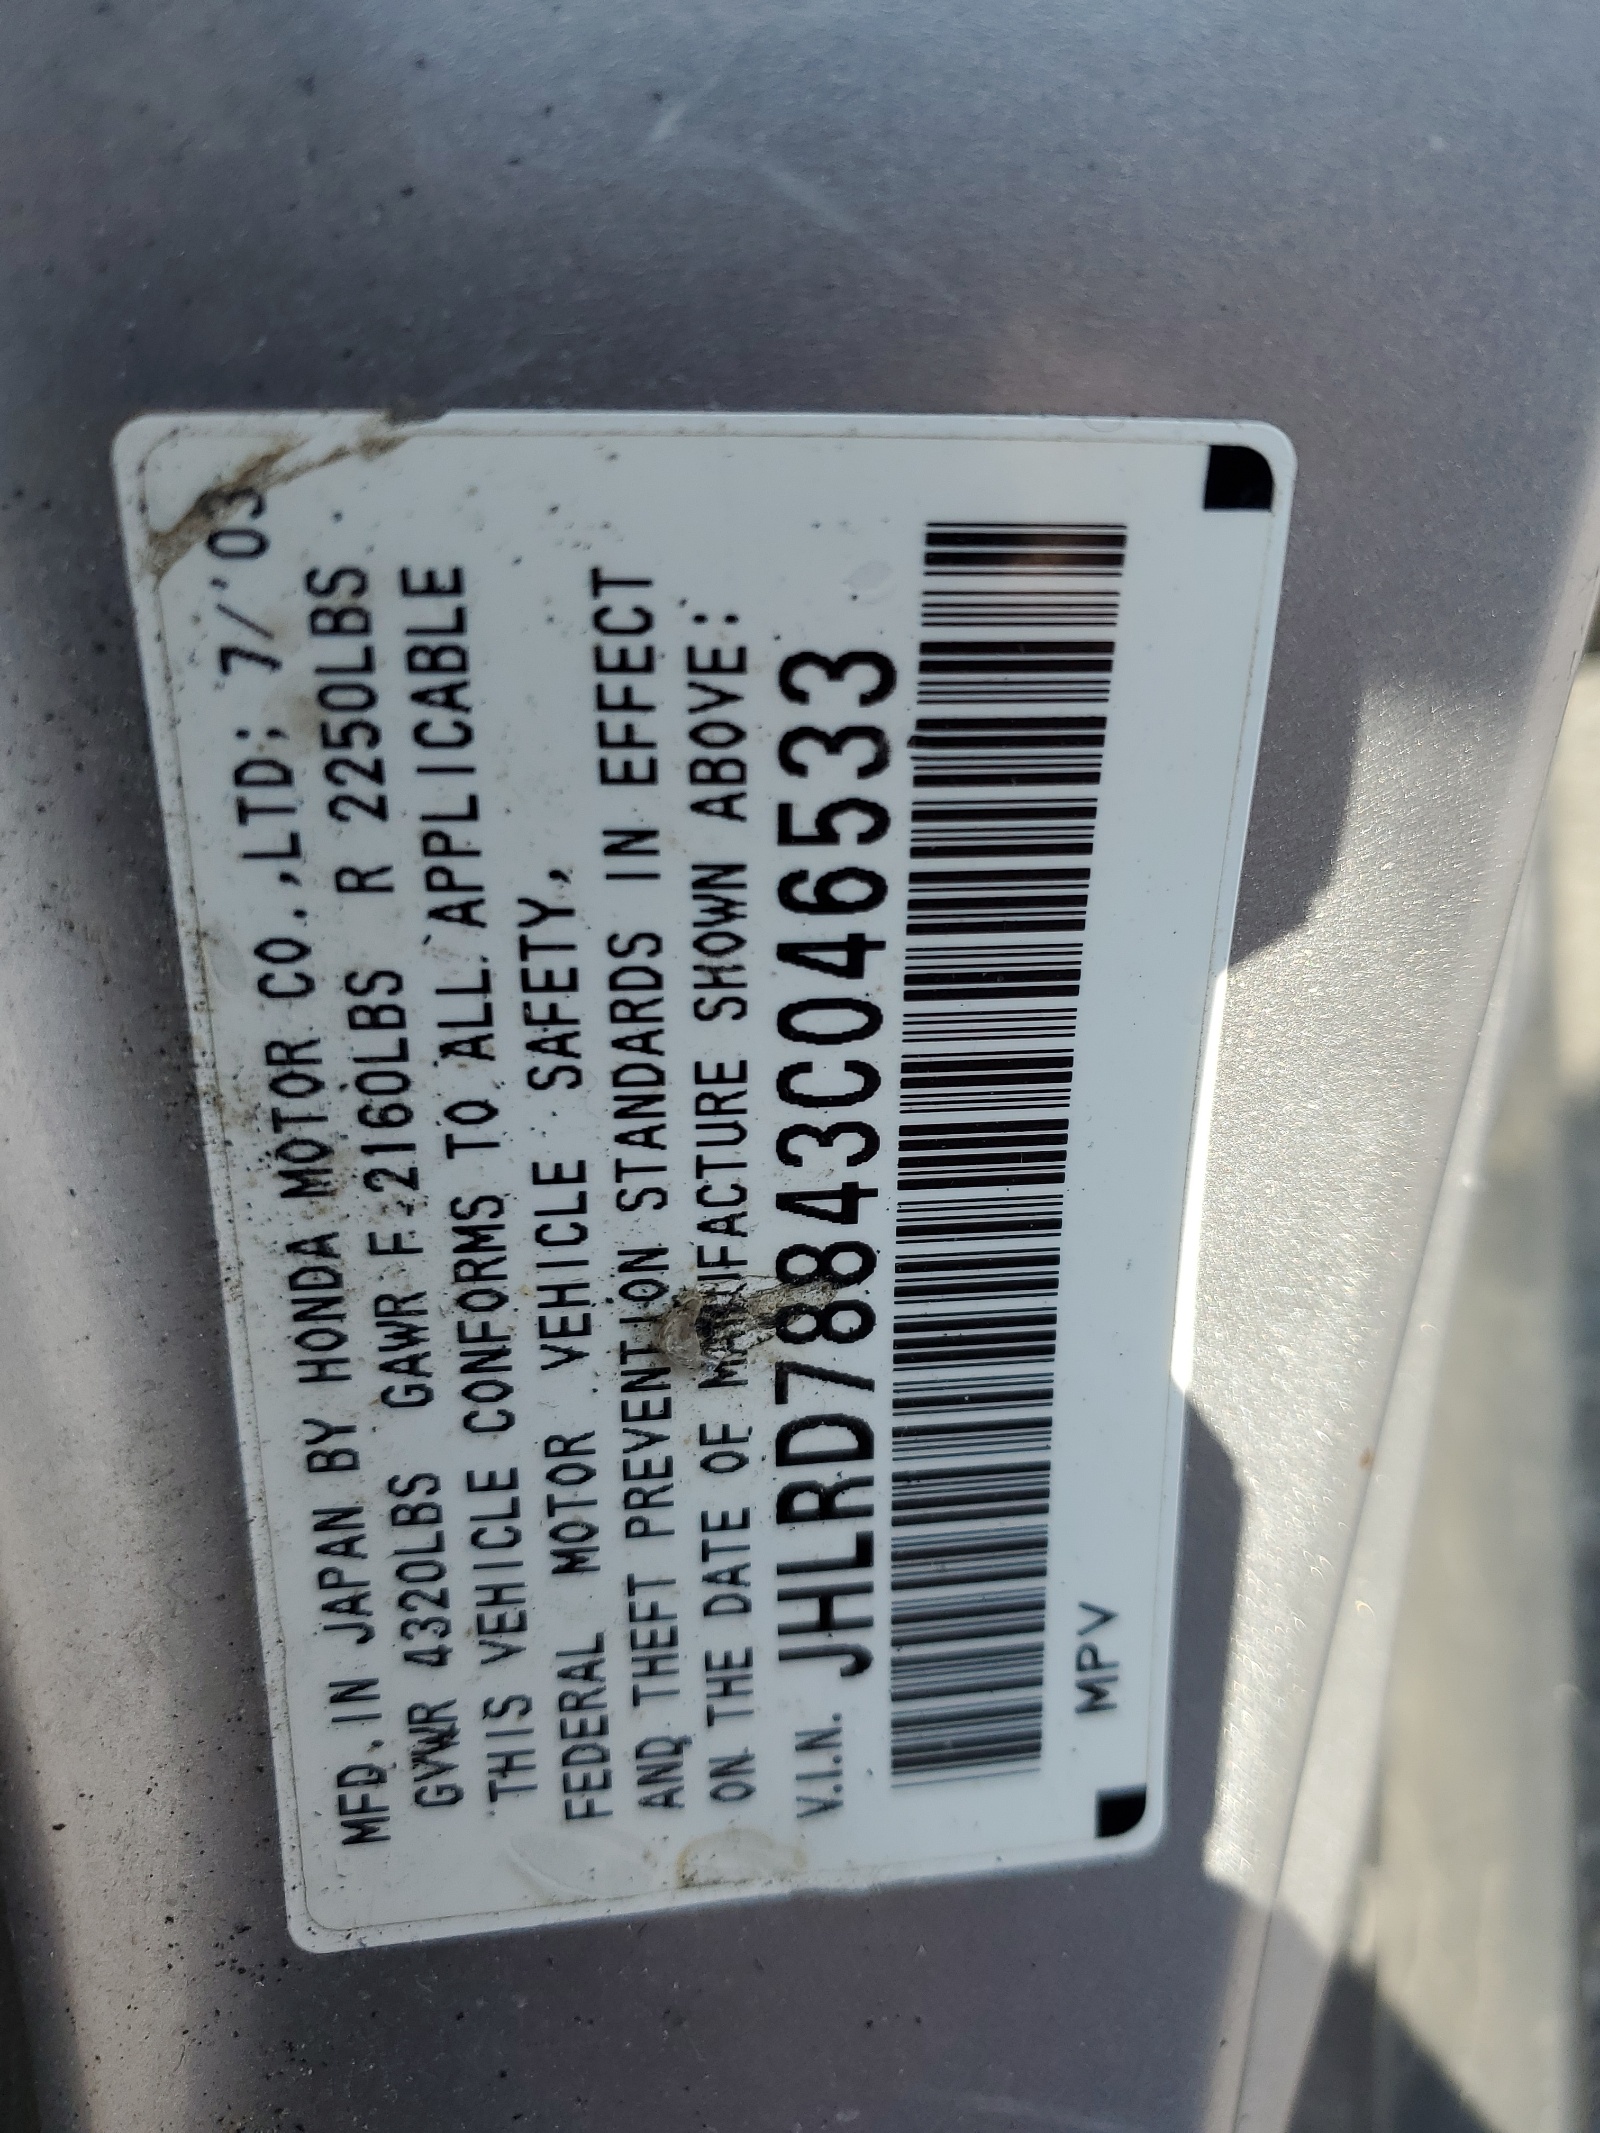 MFD. IN JAPAN BY HONDA MOTOR CO.,LTD; 7/'03
GVWR 4320LBS GAWR F 2160LBS R 2250LBS
THIS VEHICLE CONFORMS TO ALL APPLICABLE
FEDERAL MOTOR VEHICLE SAFETY,
AND THEFT PREVENTION STANDARDS IN EFFECT
ON THE DATE OF MANUFACTURE SHOWN ABOVE:
V.I.N. JHLRD78843C046533
MPV